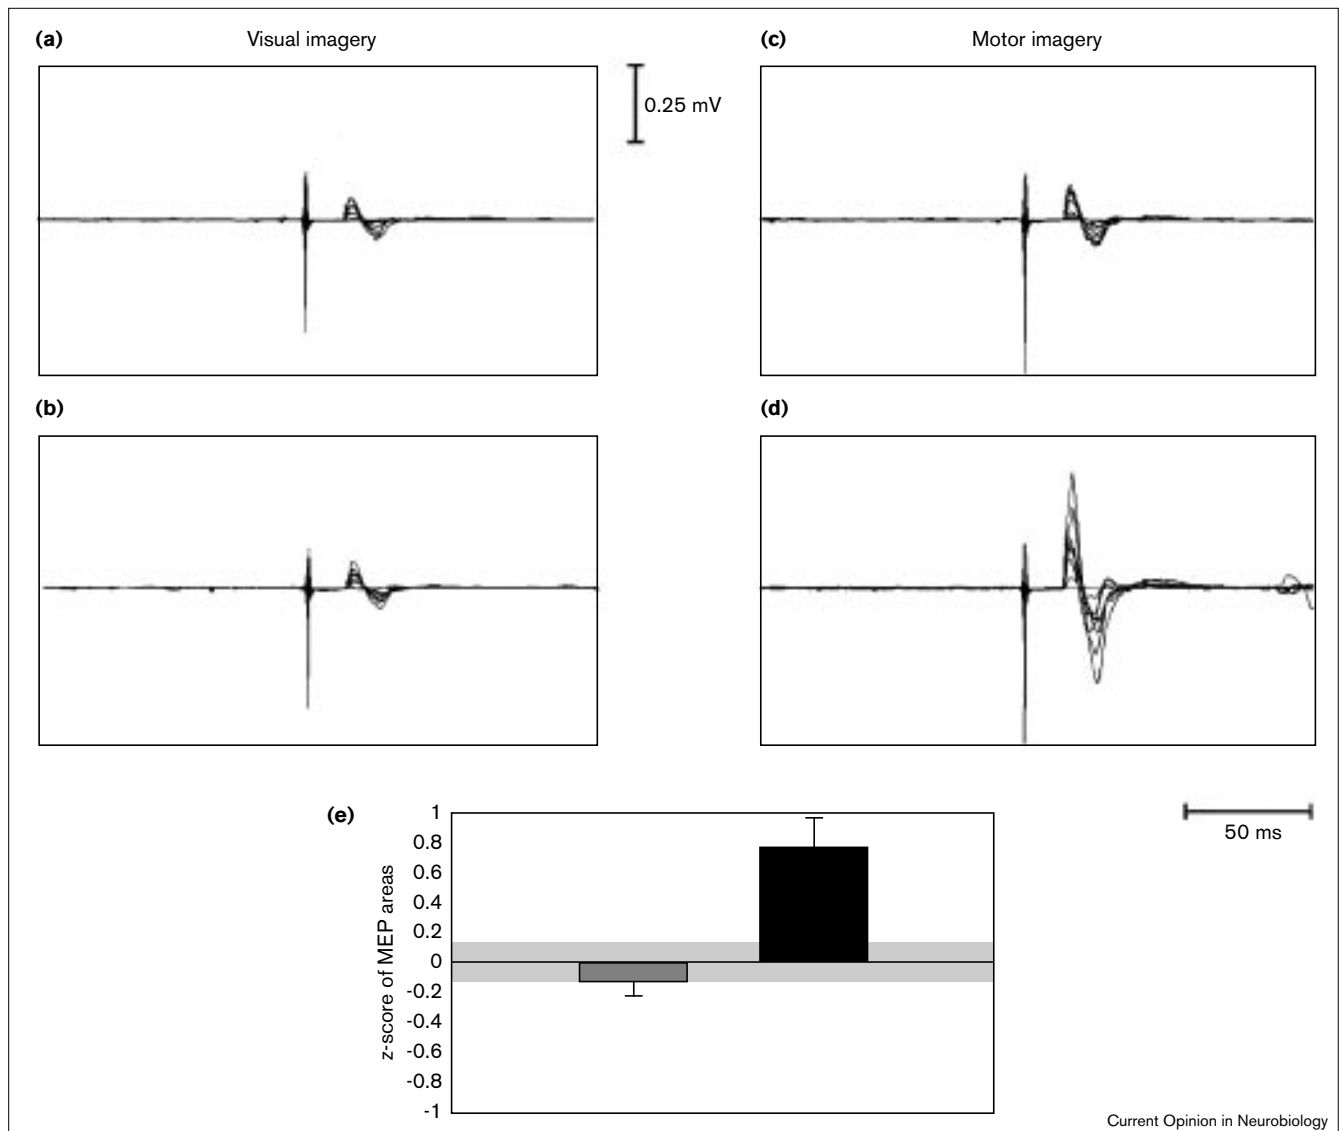 (a) Visual imagery
(c) Motor imagery
0.25 mV
(b)
(d)
(e)
z-score of MEP areas
1
0.8
0.6
0.4
0.2
0
-0.2
-0.4
-0.6
-0.8
-1
50 ms
Current Opinion in Neurobiology